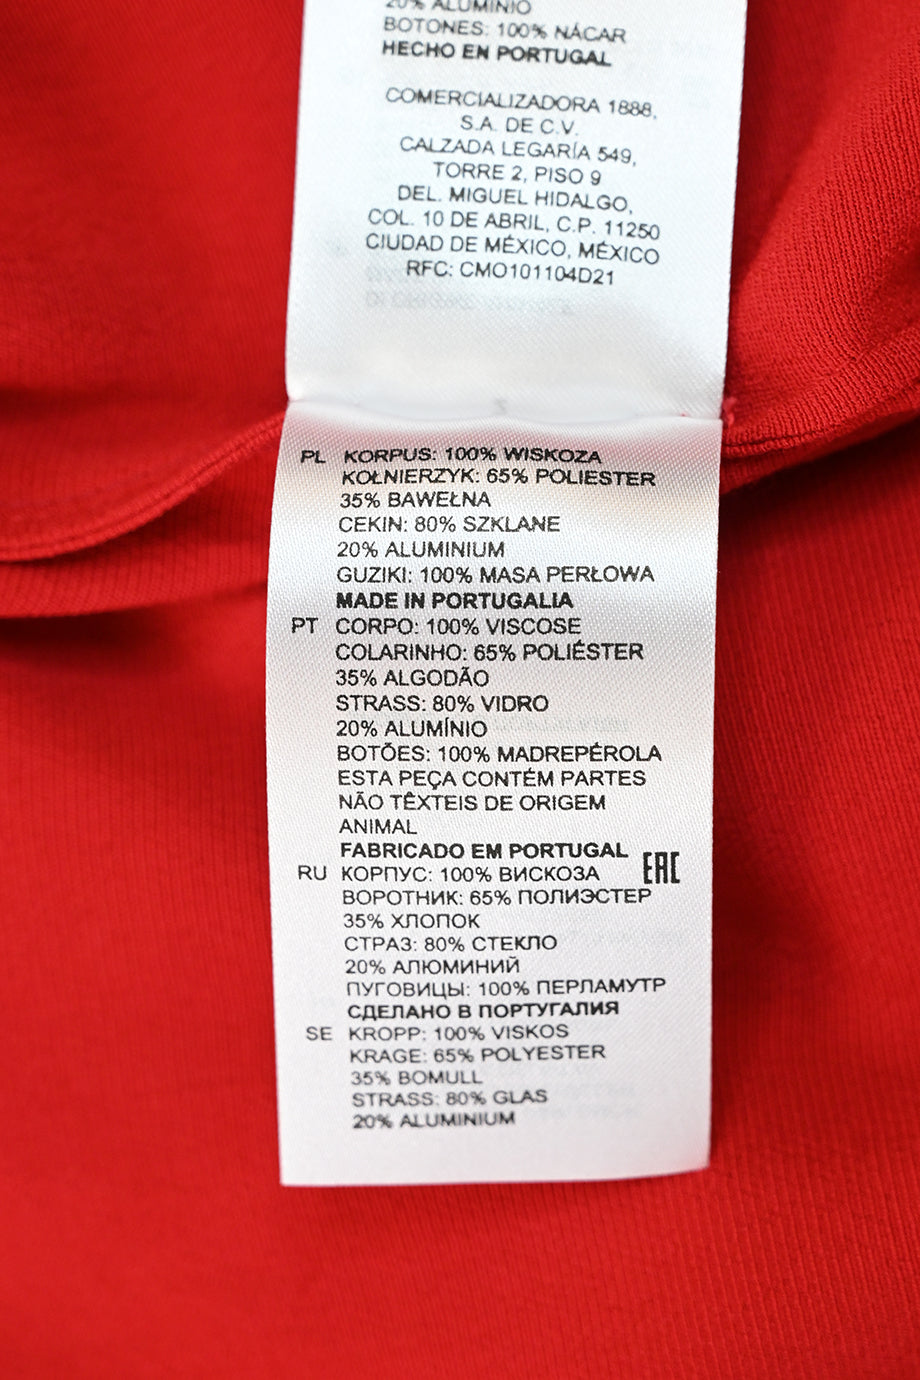 20% ALUMINIO
BOTONES: 100% NÁCAR
HECHO EN PORTUGAL
COMERCIALIZADORA 1888,
S.A. DE C.V.
CALZADA LEGARÍA 549,
TORRE 2, PISO 9
DEL. MIGUEL HIDALGO,
COL. 10 DE ABRIL, C.P. 11250
CIUDAD DE MÉXICO, MÉXICO
RFC: CMO101104D21
PL KORPUS: 100% WISKOZA
KOŁNIERZYK: 65% POLIESTER
35% BAWEŁNA
CEKIN: 80% SZKLANE
20% ALUMINIUM
GUZIKI: 100% MASA PERŁOWA
MADE IN PORTUGALIA
PT CORPO: 100% VISCOSE
COLARINHO: 65% POLIÉSTER
35% ALGODÃO
STRASS: 80% VIDRO
20% ALUMÍNIO
BOTÕES: 100% MADREPÉROLA
ESTA PEÇA CONTÉM PARTES
NÃO TÊXTEIS DE ORIGEM
ANIMAL
FABRICADO EM PORTUGAL
RU КОРПУС: 100% ВИСКОЗА EAC
ВОРОТНИК: 65% ПОЛИЭСТЕР
35% ХЛОПОК
СТРАЗ: 80% СТЕКЛО
20% АЛЮМИНИЙ
ПУГОВИЦЫ: 100% ПЕРЛАМУТР
СДЕЛАНО В ПОРТУГАЛИЯ
SE KROPP: 100% VISKOS
KRAGE: 65% POLYESTER
35% BOMULL
STRASS: 80% GLAS
20% ALUMINIUM